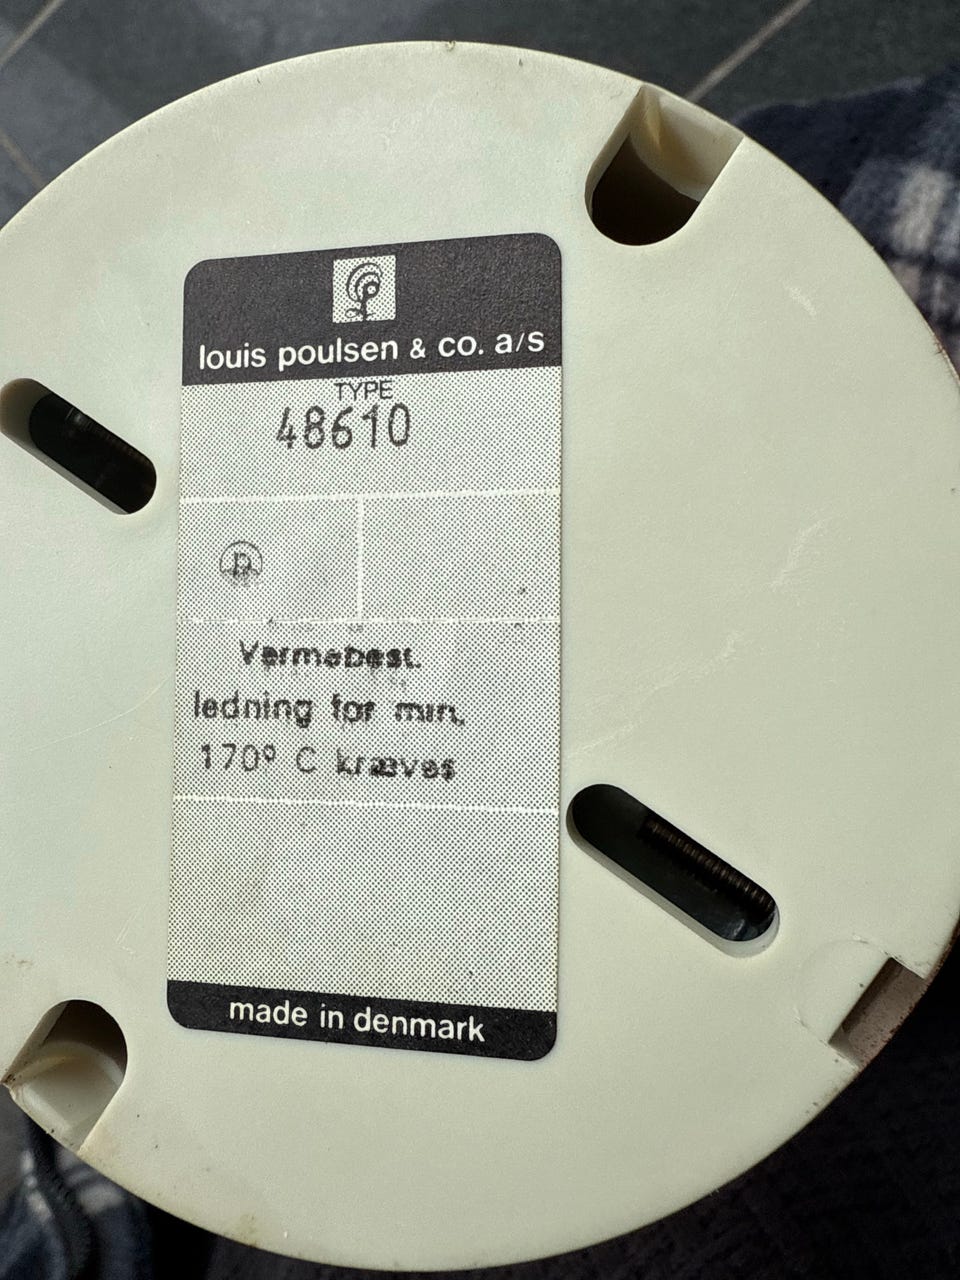 louis poulsen & co. a/s
TYPE
48610
D
Varmebest.
ledning for min.
170° C kræves
made in denmark